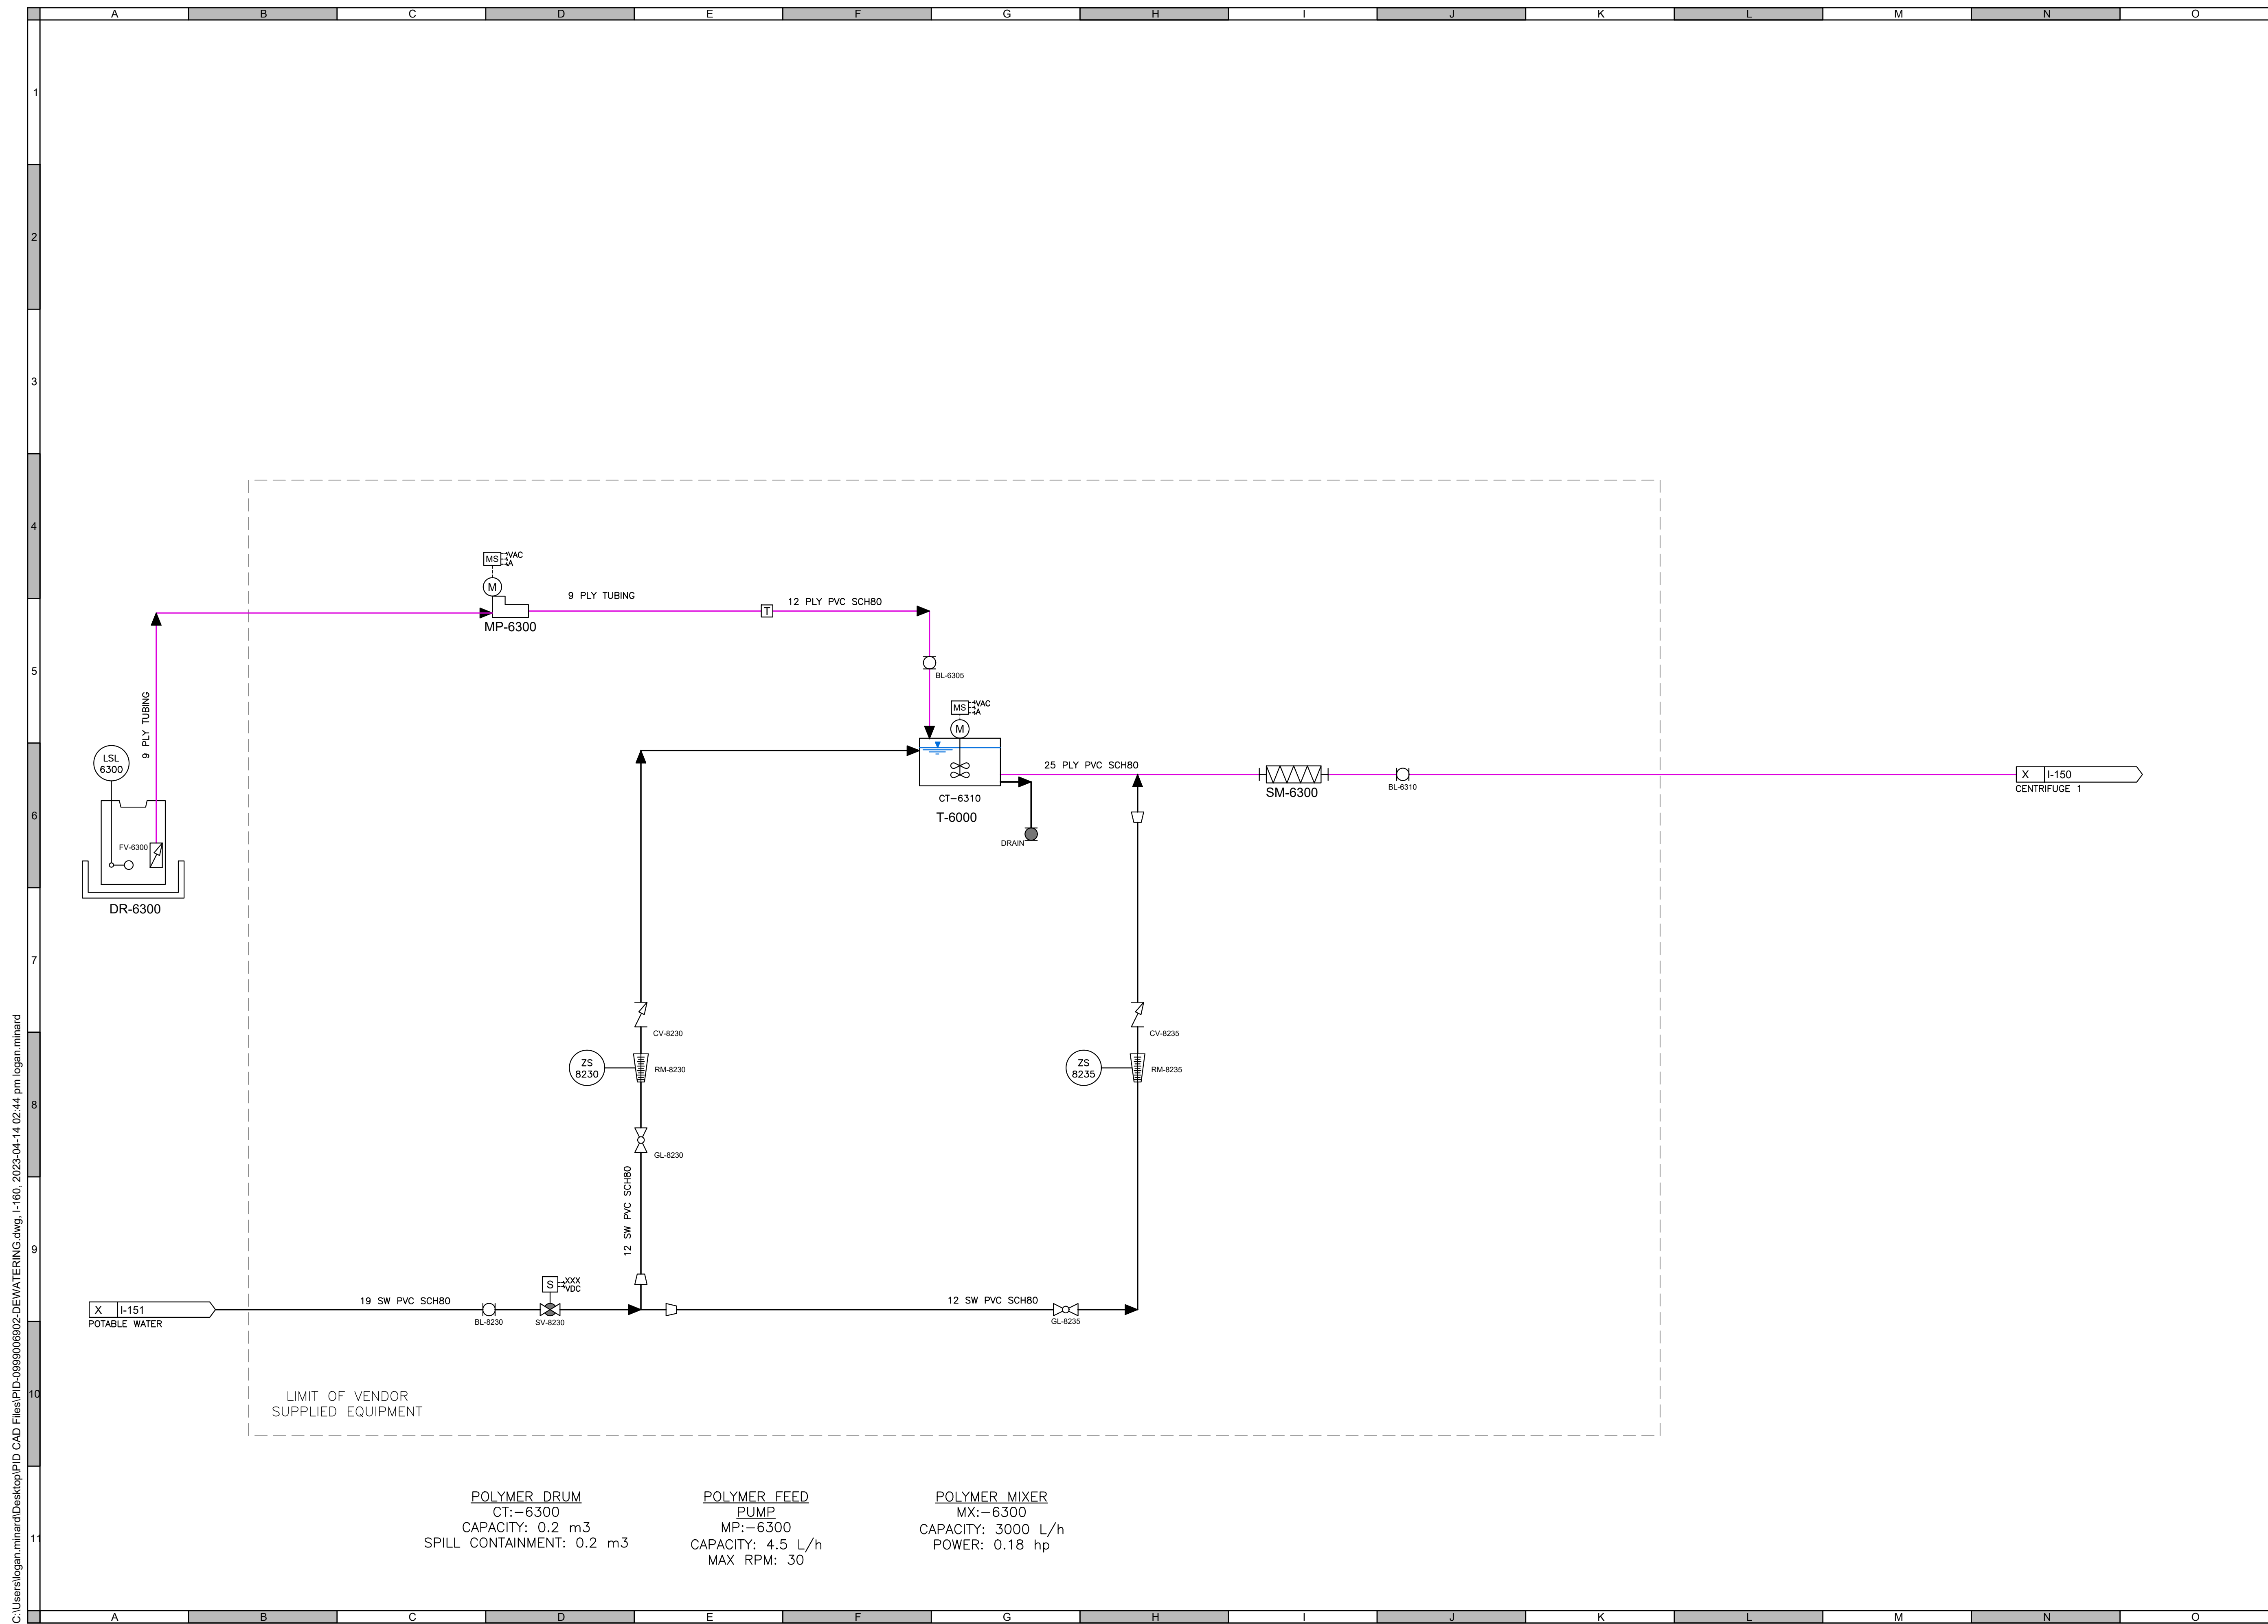 A B C D E F G H I J K L M N O
1
2
3
4
MS VAC
A
M
9 PLY TUBING
T
12 PLY PVC SCH80
MP-6300
5
BL-6305
9 PLY TUBING
MS VAC
A
M
LSL
6300
25 PLY PVC SCH80
X I-150
CENTRIFUGE 1
BL-6310
SM-6300
CT-6310
T-6000
6
DRAIN
FV-6300
DR-6300
7
CV-8230
CV-8235
ZS
8230
RM-8230
ZS
8235
RM-8235
8
GL-8230
12 SW PVC SCH80
9
S XXX
VDC
19 SW PVC SCH80
12 SW PVC SCH80
X I-151
POTABLE WATER
BL-8230
SV-8230
GL-8235
10
LIMIT OF VENDOR
SUPPLIED EQUIPMENT
POLYMER DRUM
CT:-6300
CAPACITY: 0.2 m3
SPILL CONTAINMENT: 0.2 m3
POLYMER FEED
PUMP
MP:-6300
CAPACITY: 4.5 L/h
MAX RPM: 30
POLYMER MIXER
MX:-6300
CAPACITY: 3000 L/h
POWER: 0.18 hp
11
A B C D E F G H I J K L M N O
C:\Users\logan.minard\Desktop\PID CAD Files\PID-0999006902-DEWATERING.dwg, I-160, 2023-04-14 02:44 pm logan.minard